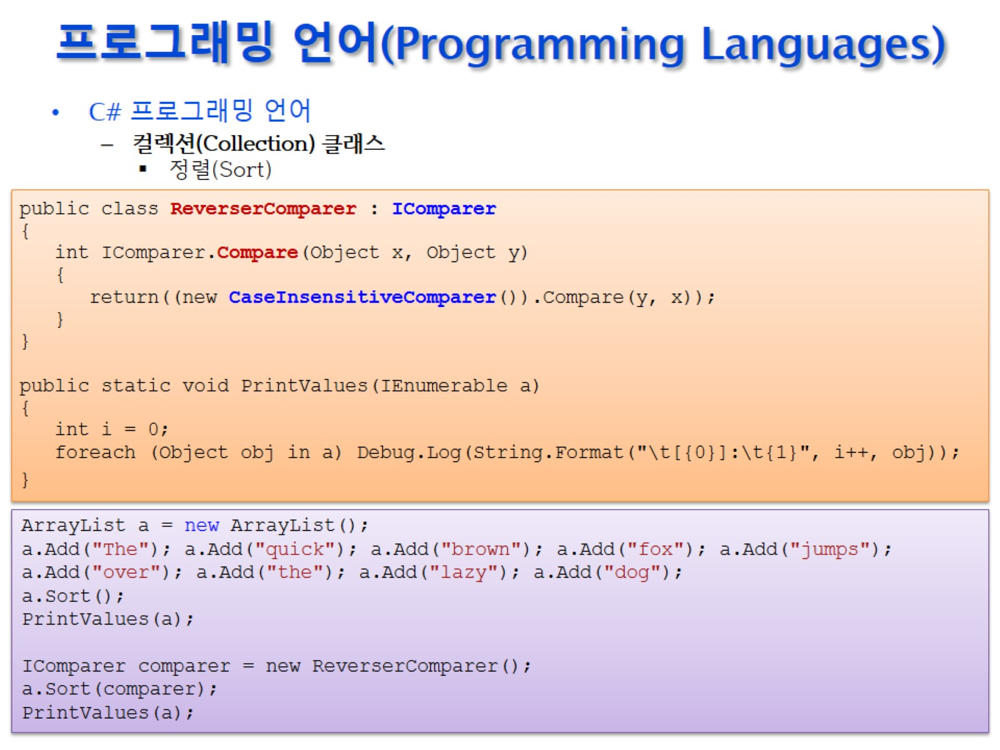 프로그래밍 언어(Programming Languages)
• C# 프로그래밍 언어
– 컬렉션(Collection) 클래스
▪ 정렬(Sort)
public class ReverserComparer : IComparer
{
   int IComparer.Compare(Object x, Object y)
   {
      return((new CaseInsensitiveComparer()).Compare(y, x));
   }
}
public static void PrintValues(IEnumerable a)
{
   int i = 0;
   foreach (Object obj in a) Debug.Log(String.Format("\t[{0}]:\t{1}", i++, obj));
}
ArrayList a = new ArrayList();
a.Add("The"); a.Add("quick"); a.Add("brown"); a.Add("fox"); a.Add("jumps");
a.Add("over"); a.Add("the"); a.Add("lazy"); a.Add("dog");
a.Sort();
PrintValues(a);
IComparer comparer = new ReverserComparer();
a.Sort(comparer);
PrintValues(a);